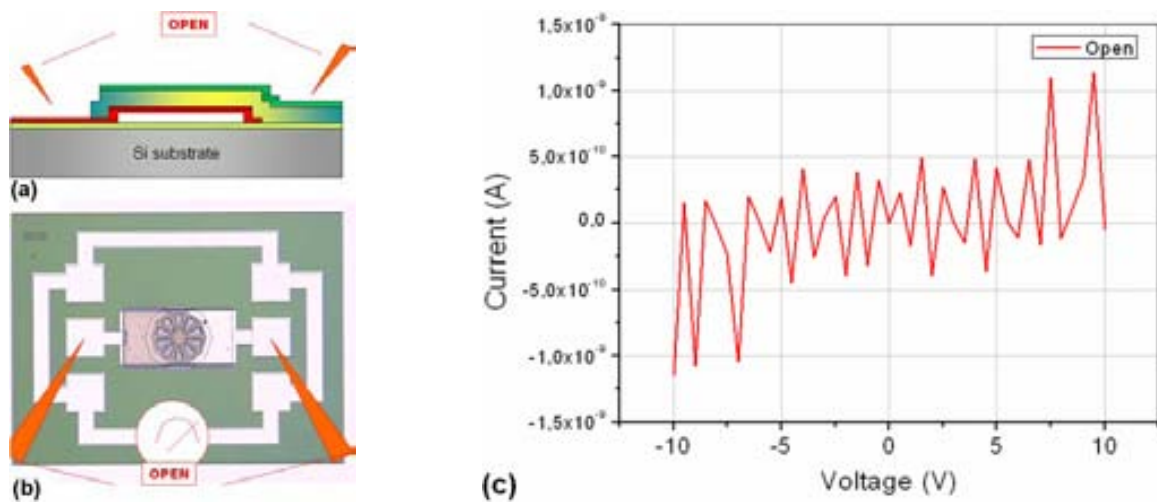 (a)
OPEN
Si substrate
(b)
OPEN
(c)
Open
1,5x10⁻⁹
1,0x10⁻⁹
5,0x10⁻¹⁰
0,0
-5,0x10⁻¹⁰
-1,0x10⁻⁹
-1,5x10⁻⁹
Current (A)
-10 -5 0 5 10
Voltage (V)